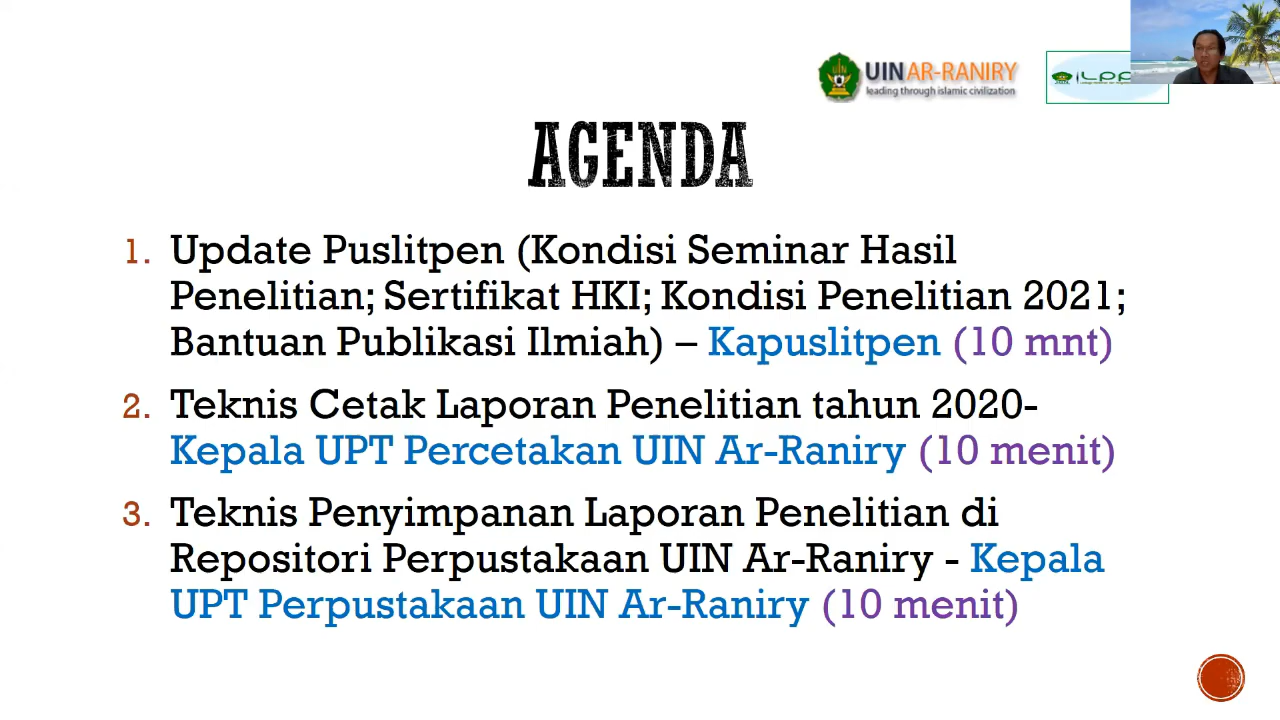 UIN AR-RANIRY
leading through islamic civilization
AGENDA
1. Update Puslitpen (Kondisi Seminar Hasil
Penelitian; Sertifikat HKI; Kondisi Penelitian 2021;
Bantuan Publikasi Ilmiah) – Kapuslitpen (10 mnt)
2. Teknis Cetak Laporan Penelitian tahun 2020-
Kepala UPT Percetakan UIN Ar-Raniry (10 menit)
3. Teknis Penyimpanan Laporan Penelitian di
Repositori Perpustakaan UIN Ar-Raniry - Kepala
UPT Perpustakaan UIN Ar-Raniry (10 menit)